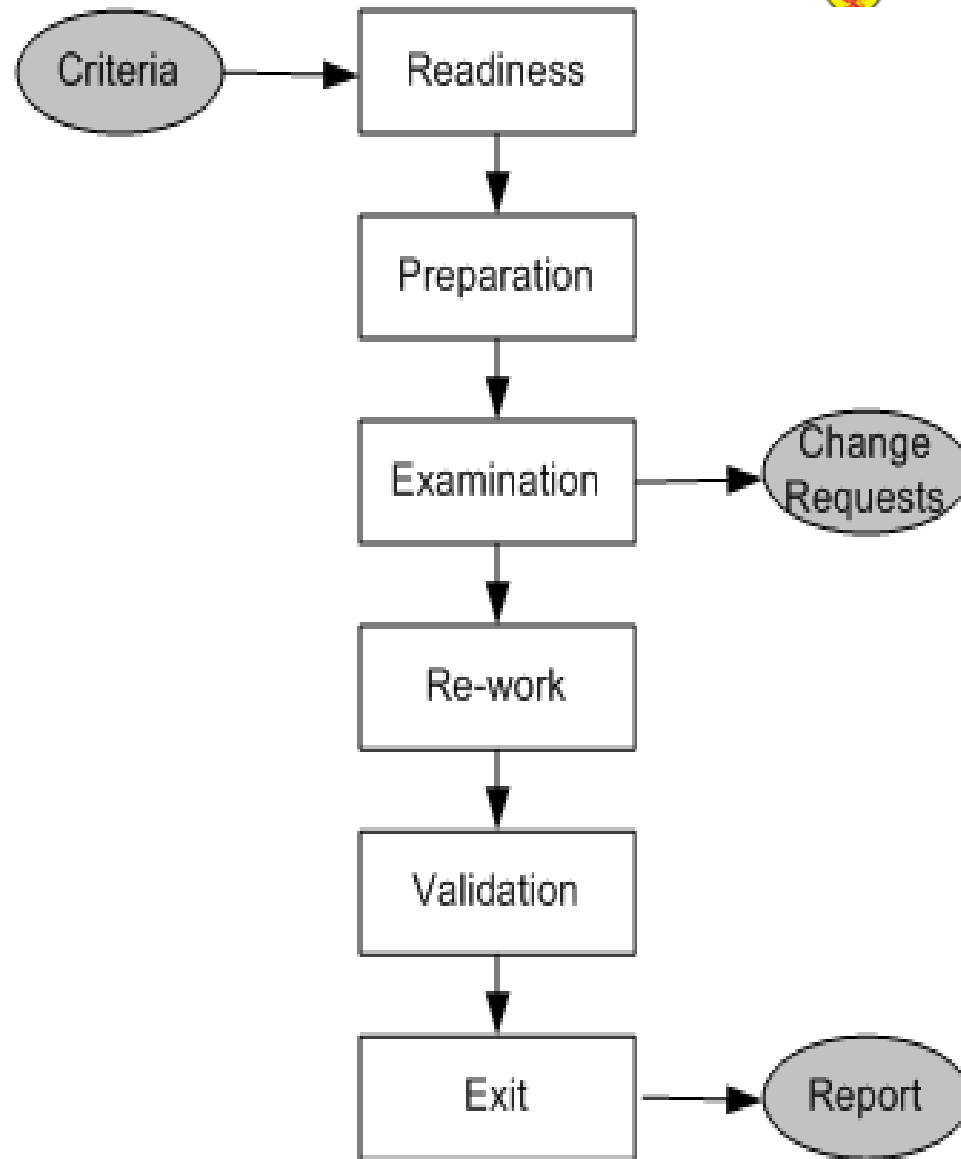 Criteria
Readiness
Preparation
Examination
Change
Requests
Re-work
Validation
Exit
Report